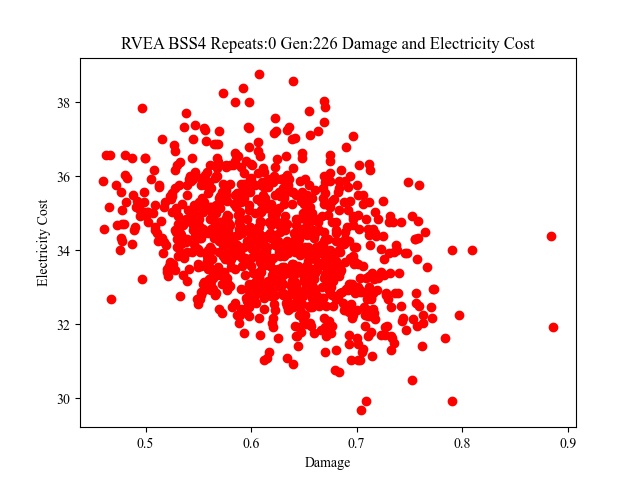 RVEA BSS4 Repeats:0 Gen:226 Damage and Electricity Cost
38
36
34
32
30
Electricity Cost
0.5 0.6 0.7 0.8 0.9
Damage